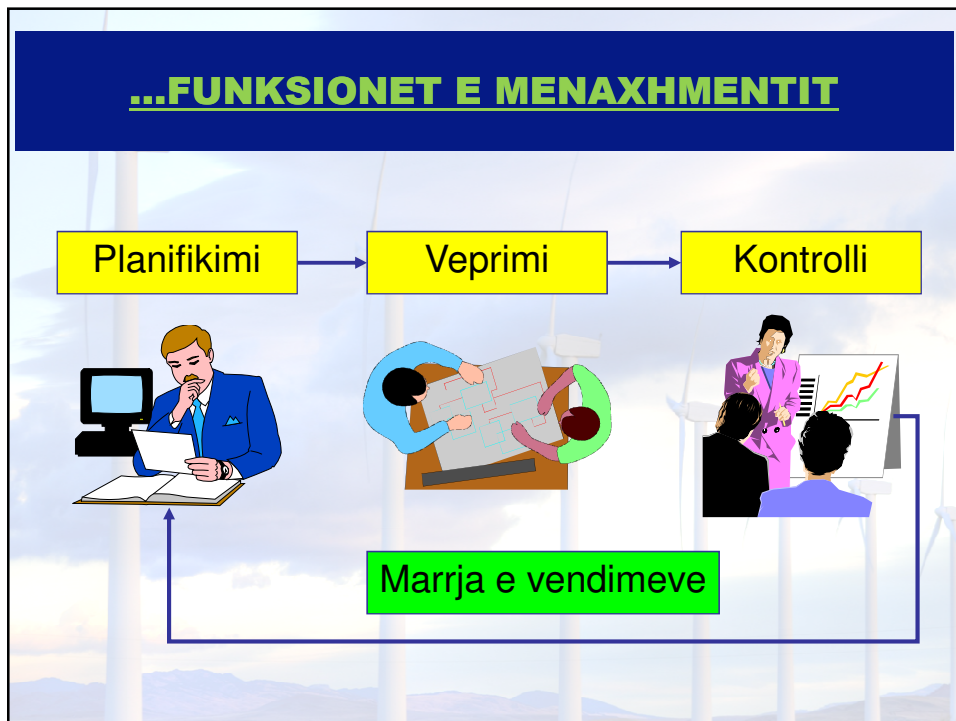 ...FUNKSIONET E MENAXHMENTIT
Planifikimi
Veprimi
Kontrolli
Marrja e vendimeve